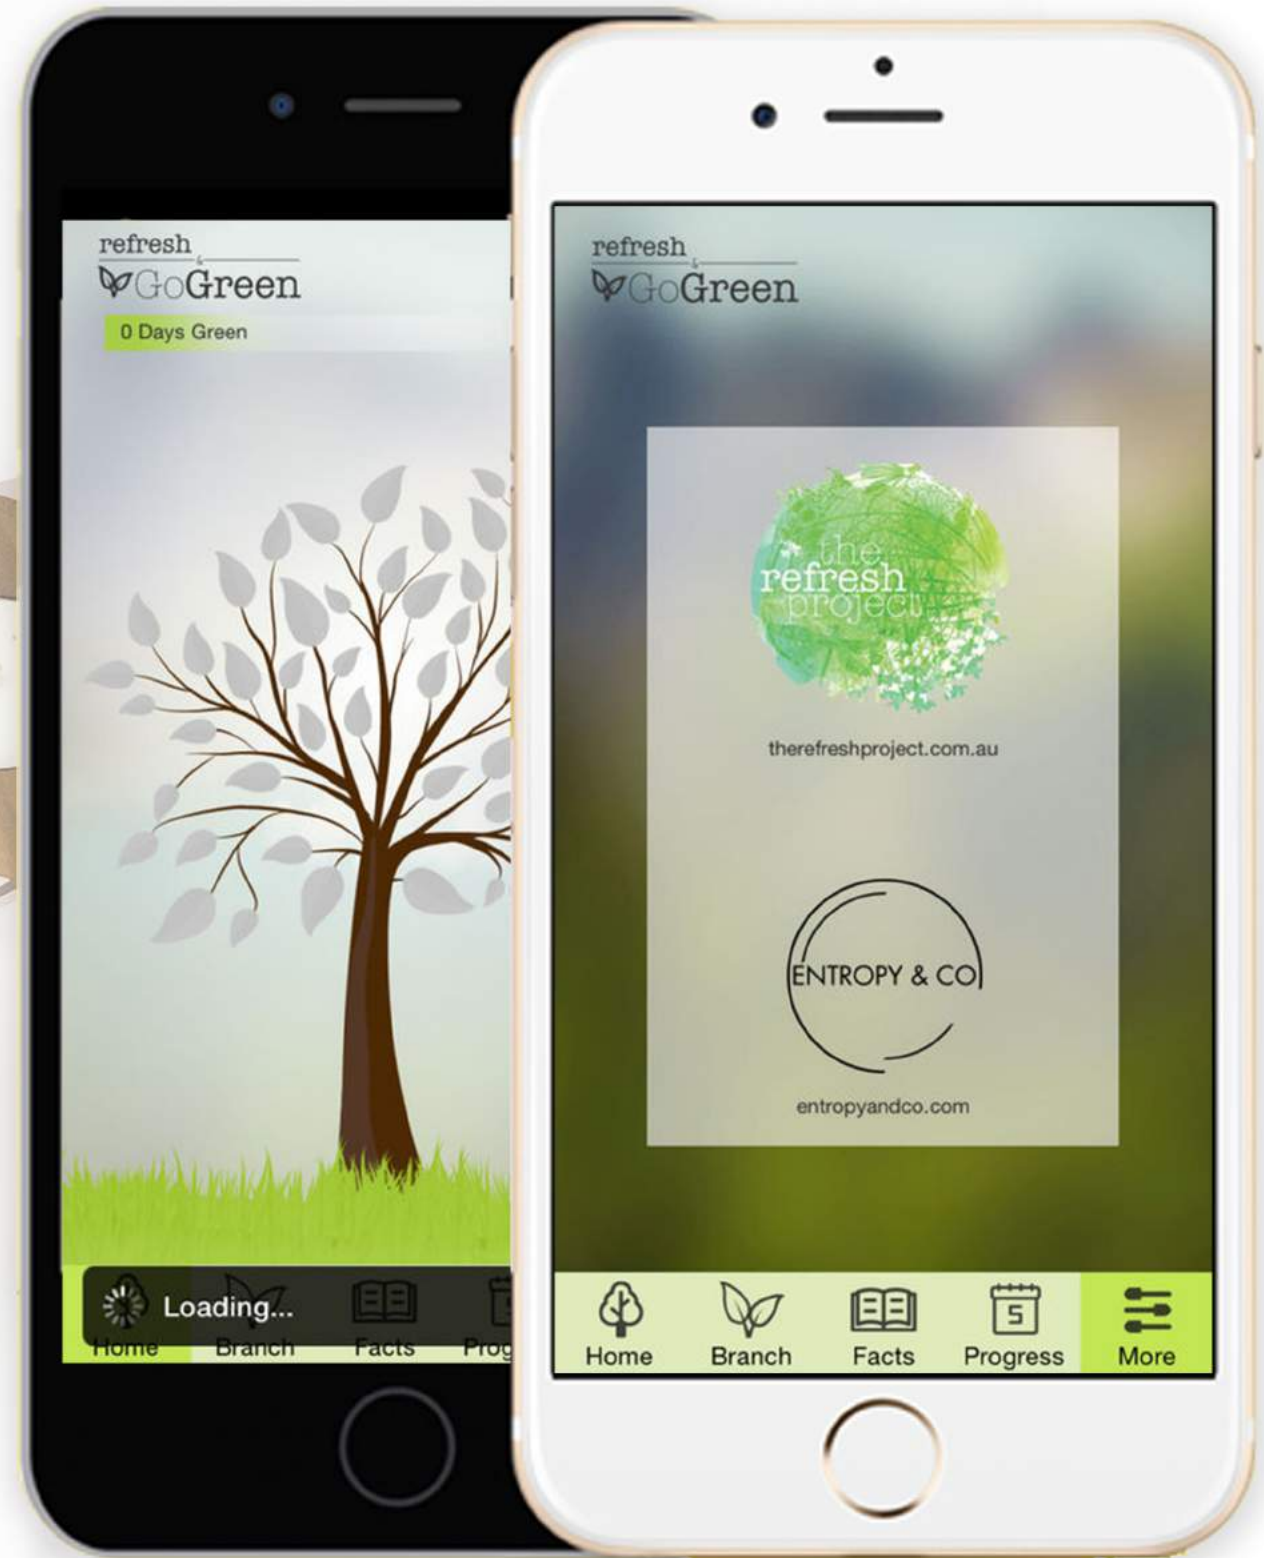 refresh
& 
GoGreen
0 Days Green
Loading...
Home
Branch
Facts
Prog
refresh
&
GoGreen
the
refresh
project
therefreshproject.com.au
ENTROPY & CO
entropyandco.com
5
Home
Branch
Facts
Progress
More